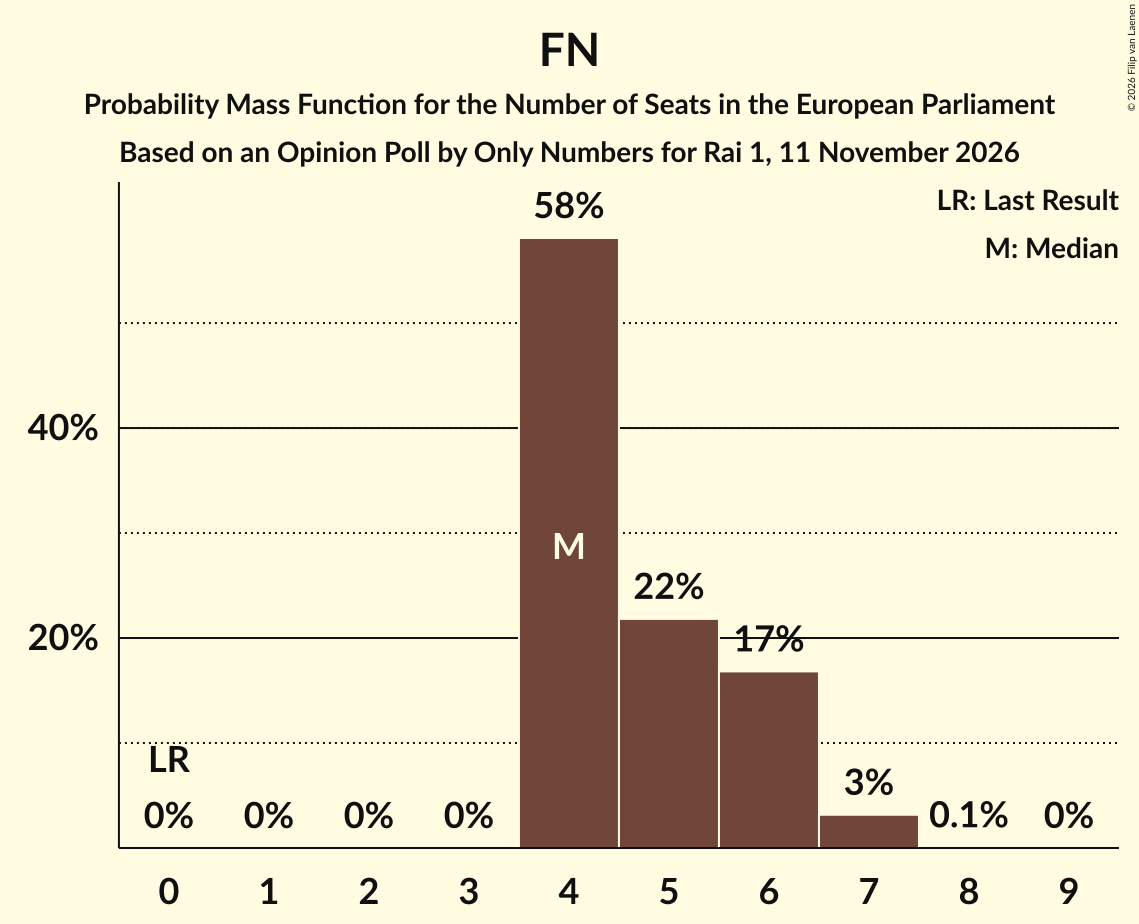 FN
Probability Mass Function for the Number of Seats in the European Parliament
Based on an Opinion Poll by Only Numbers for Rai 1, 11 November 2026
© 2026 Filip van Laenen
LR: Last Result
M: Median
58%
40%
M
22%
20%
17%
LR
3%
0% 0% 0% 0% 0.1% 0%
0 1 2 3 4 5 6 7 8 9